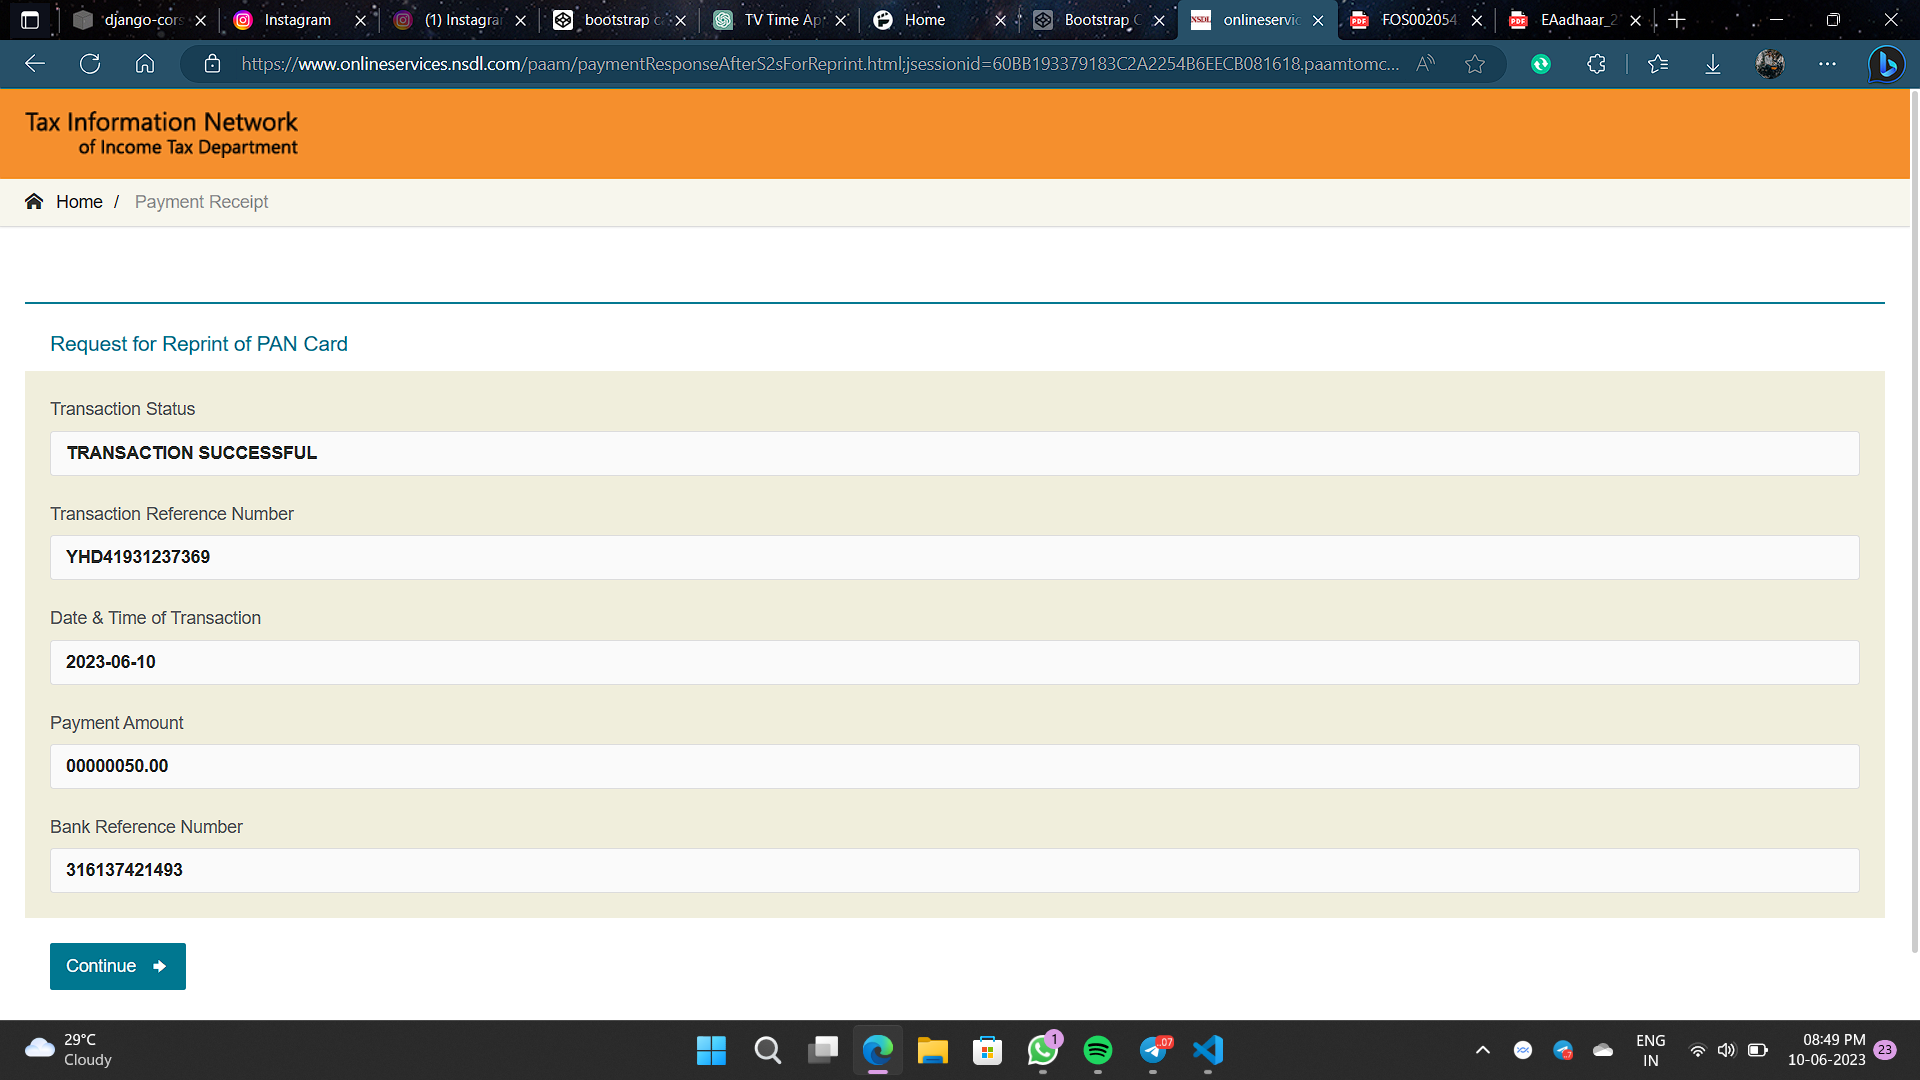 django-cors
Instagram
(1) Instagra
bootstrap c
TV Time Ap
Home
Bootstrap C
NSDL onlineservic
PDF FOS002054
PDF EAadhaar_2
https://www.onlineservices.nsdl.com/paam/paymentResponseAfterS2sForReprint.html;jsessionid=60BB193379183C2A2254B6EECB081618.paamtomc...
Tax Information Network
of Income Tax Department
Home / Payment Receipt
Request for Reprint of PAN Card
Transaction Status
TRANSACTION SUCCESSFUL
Transaction Reference Number
YHD41931237369
Date & Time of Transaction
2023-06-10
Payment Amount
00000050.00
Bank Reference Number
316137421493
Continue
29°C
Cloudy
1
.07
ENG
IN
08:49 PM
10-06-2023
23